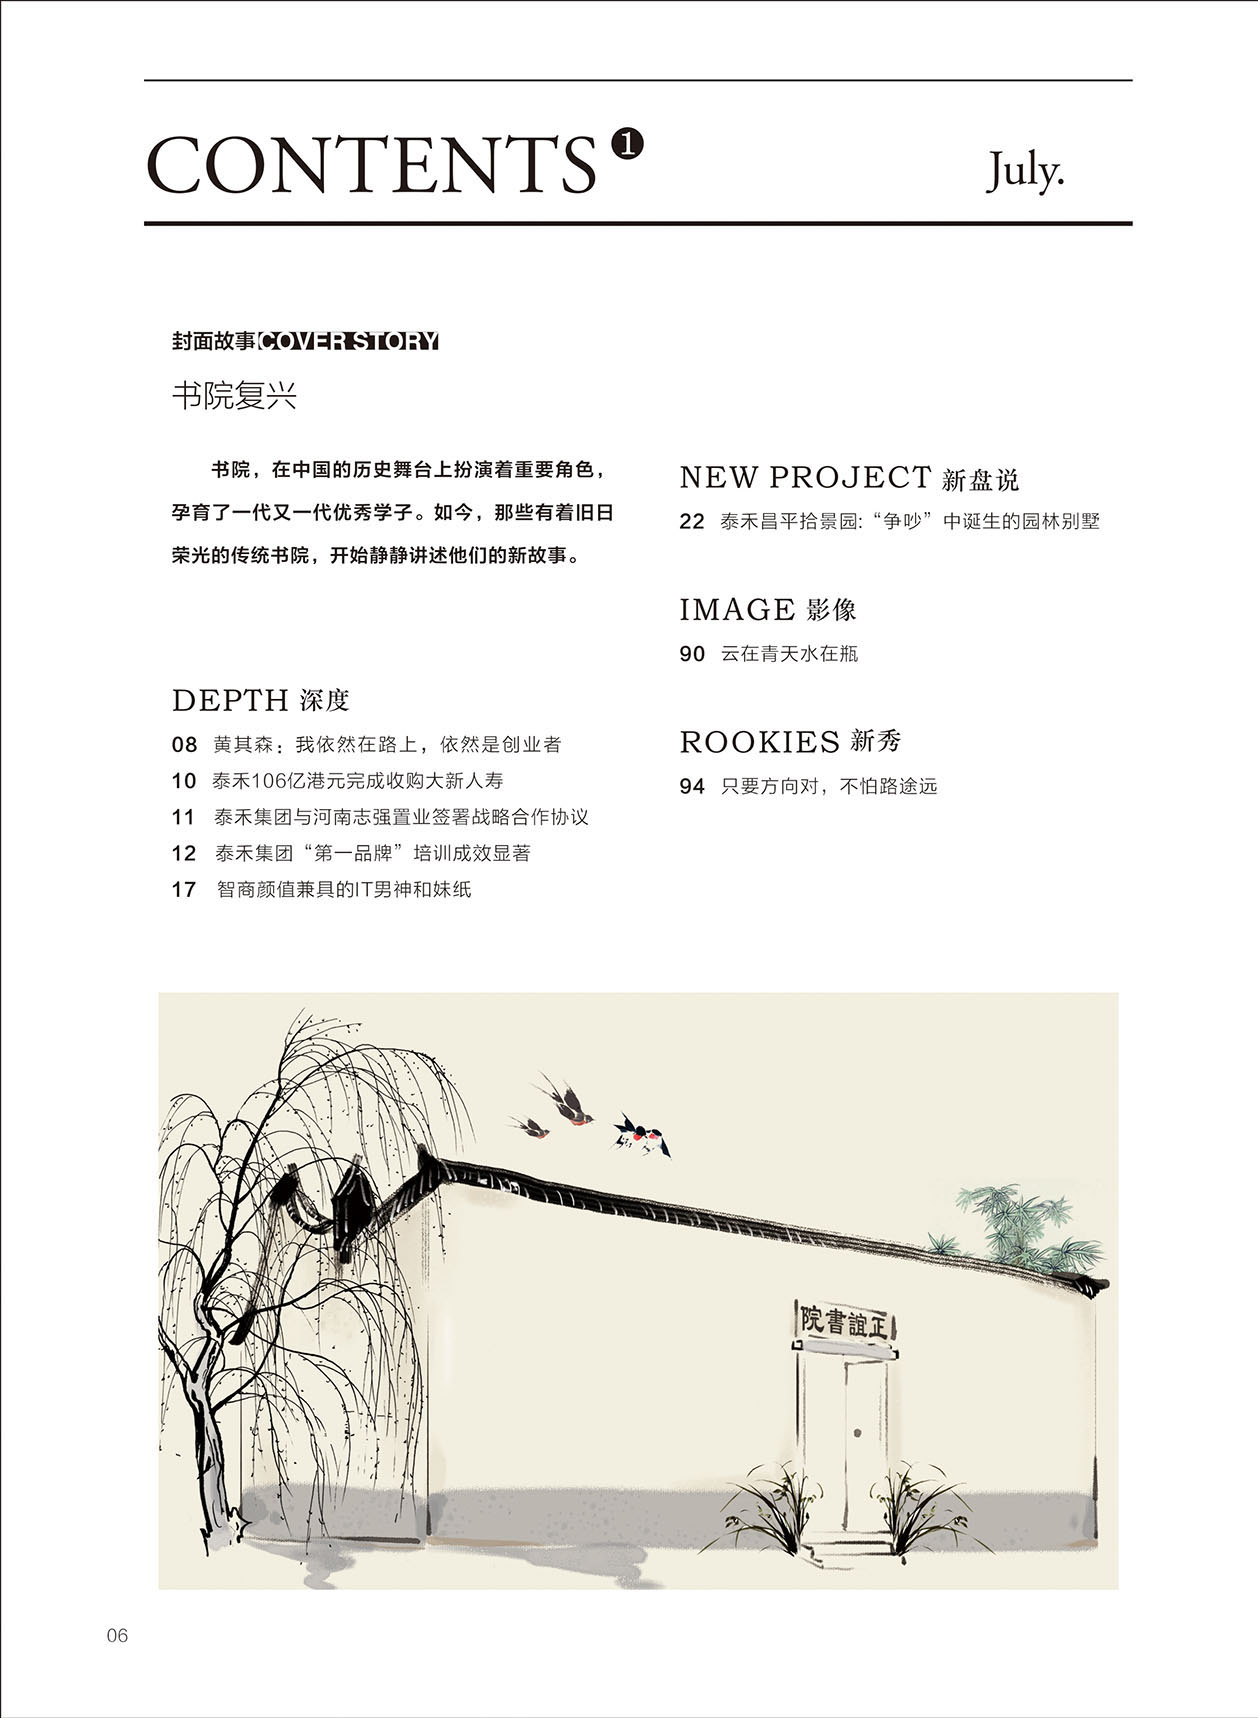 CONTENTS 1
July.
封面故事COVER STORY
书院复兴
书院，在中国的历史舞台上扮演着重要角色，
孕育了一代又一代优秀学子。如今，那些有着旧日
荣光的传统书院，开始静静讲述他们的新故事。
DEPTH 深度
08 黄其森：我依然在路上，依然是创业者
10 泰禾106亿港元完成收购大新人寿
11 泰禾集团与河南志强置业签署战略合作协议
12 泰禾集团“第一品牌”培训成效显著
17 智商颜值兼具的IT男神和妹纸
NEW PROJECT 新盘说
22 泰禾昌平拾景园:“争吵”中诞生的园林别墅
IMAGE 影像
90 云在青天水在瓶
ROOKIES 新秀
94 只要方向对，不怕路途远
正誼書院
06